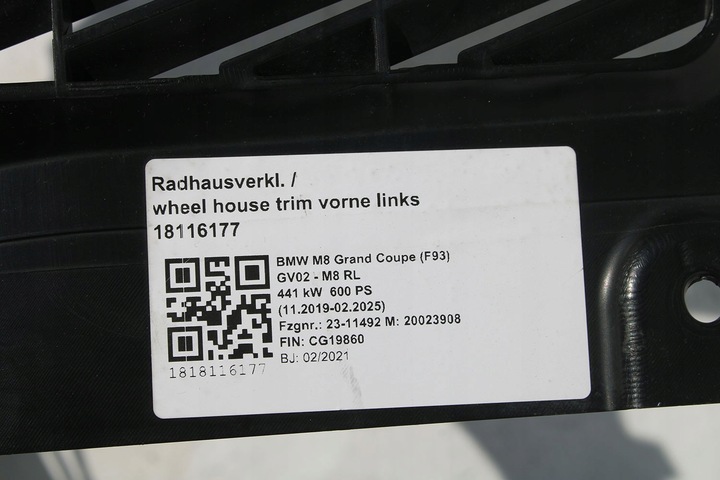 Radhausverkl. /
wheel house trim vorne links
18116177
BMW M8 Grand Coupe (F93)
GV02 - M8 RL
441 kW 600 PS
(11.2019-02.2025)
Fzgnr.: 23-11492 M: 20023908
FIN: CG19860
BJ: 02/2021
1818116177